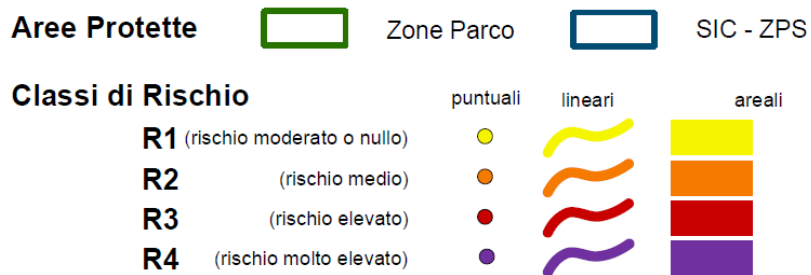 Aree Protette Zone Parco SIC - ZPS
Classi di Rischio puntuali lineari areali
R1 (rischio moderato o nullo)
R2 (rischio medio)
R3 (rischio elevato)
R4 (rischio molto elevato)